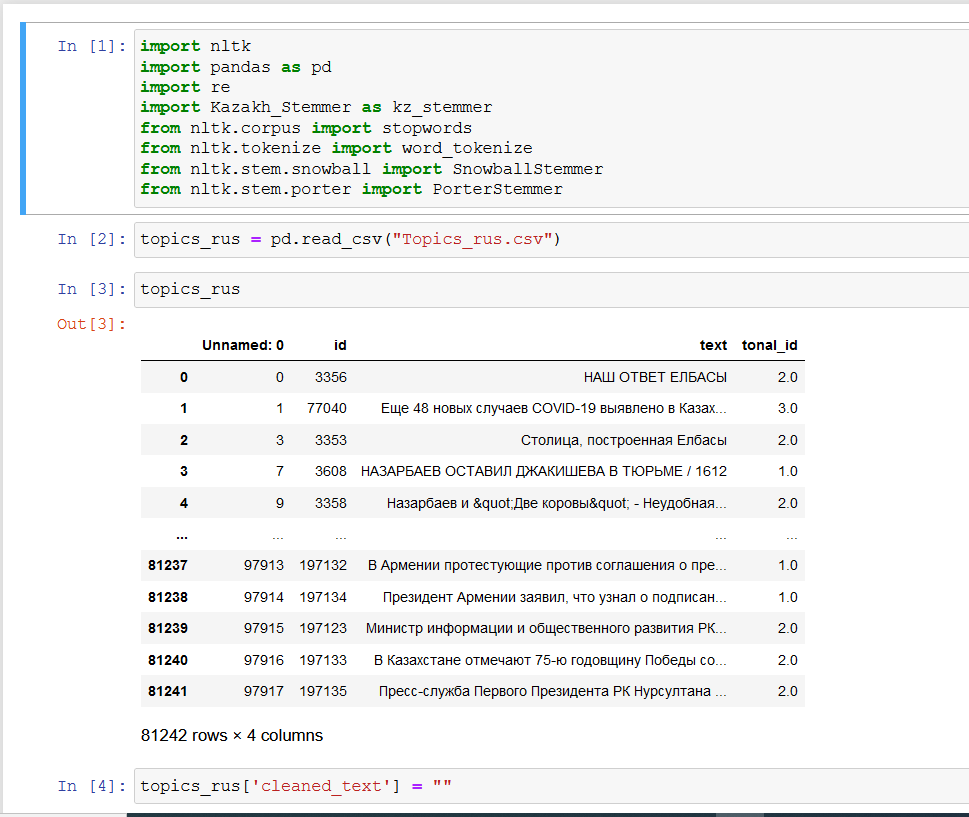 In [1]: import nltk
import pandas as pd
import re
import Kazakh_Stemmer as kz_stemmer
from nltk.corpus import stopwords
from nltk.tokenize import word_tokenize
from nltk.stem.snowball import SnowballStemmer
from nltk.stem.porter import PorterStemmer
In [2]: topics_rus = pd.read_csv("Topics_rus.csv")
In [3]: topics_rus
Out[3]:
Unnamed: 0 id text tonal_id
0 0 3356 НАШ ОТВЕТ ЕЛБАСЫ 2.0
1 1 77040 Еще 48 новых случаев COVID-19 выявлено в Казах... 3.0
2 3 3353 Столица, построенная Елбасы 2.0
3 7 3608 НАЗАРБАЕВ ОСТАВИЛ ДЖАКИШЕВА В ТЮРЬМЕ / 1612 1.0
4 9 3358 Назарбаев и &quot;Две коровы&quot; - Неудобная... 2.0
... ... ... ... ...
81237 97913 197132 В Армении протестующие против соглашения о пре... 1.0
81238 97914 197134 Президент Армении заявил, что узнал о подписан... 1.0
81239 97915 197123 Министр информации и общественного развития РК... 2.0
81240 97916 197133 В Казахстане отмечают 75-ю годовщину Победы со... 2.0
81241 97917 197135 Пресс-служба Первого Президента РК Нурсултана ... 2.0
81242 rows × 4 columns
In [4]: topics_rus['cleaned_text'] = ""